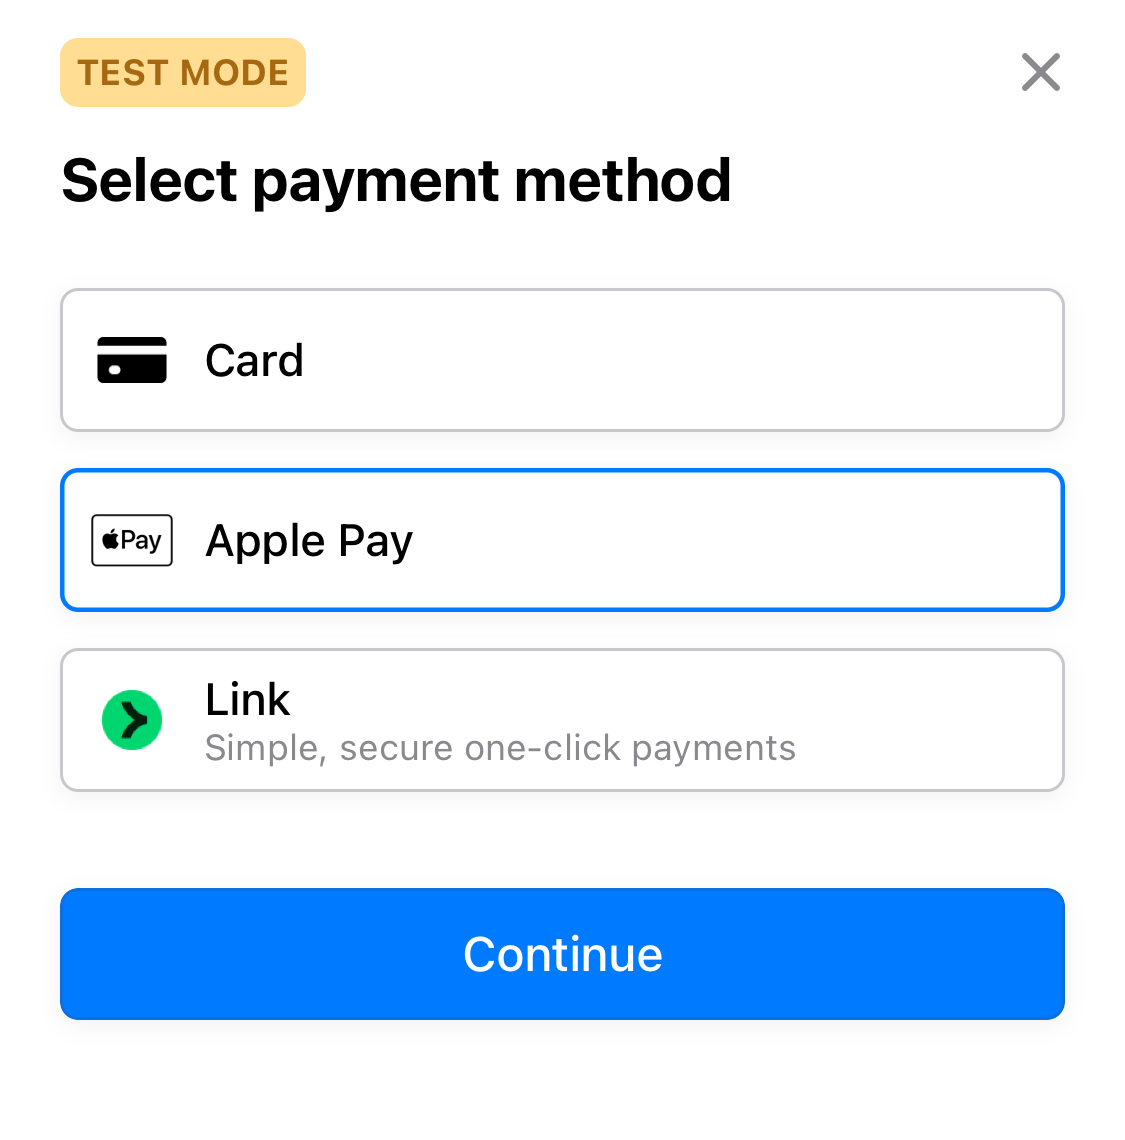 TEST MODE
Select payment method
Card
Pay
Apple Pay
Link
Simple, secure one-click payments
Continue